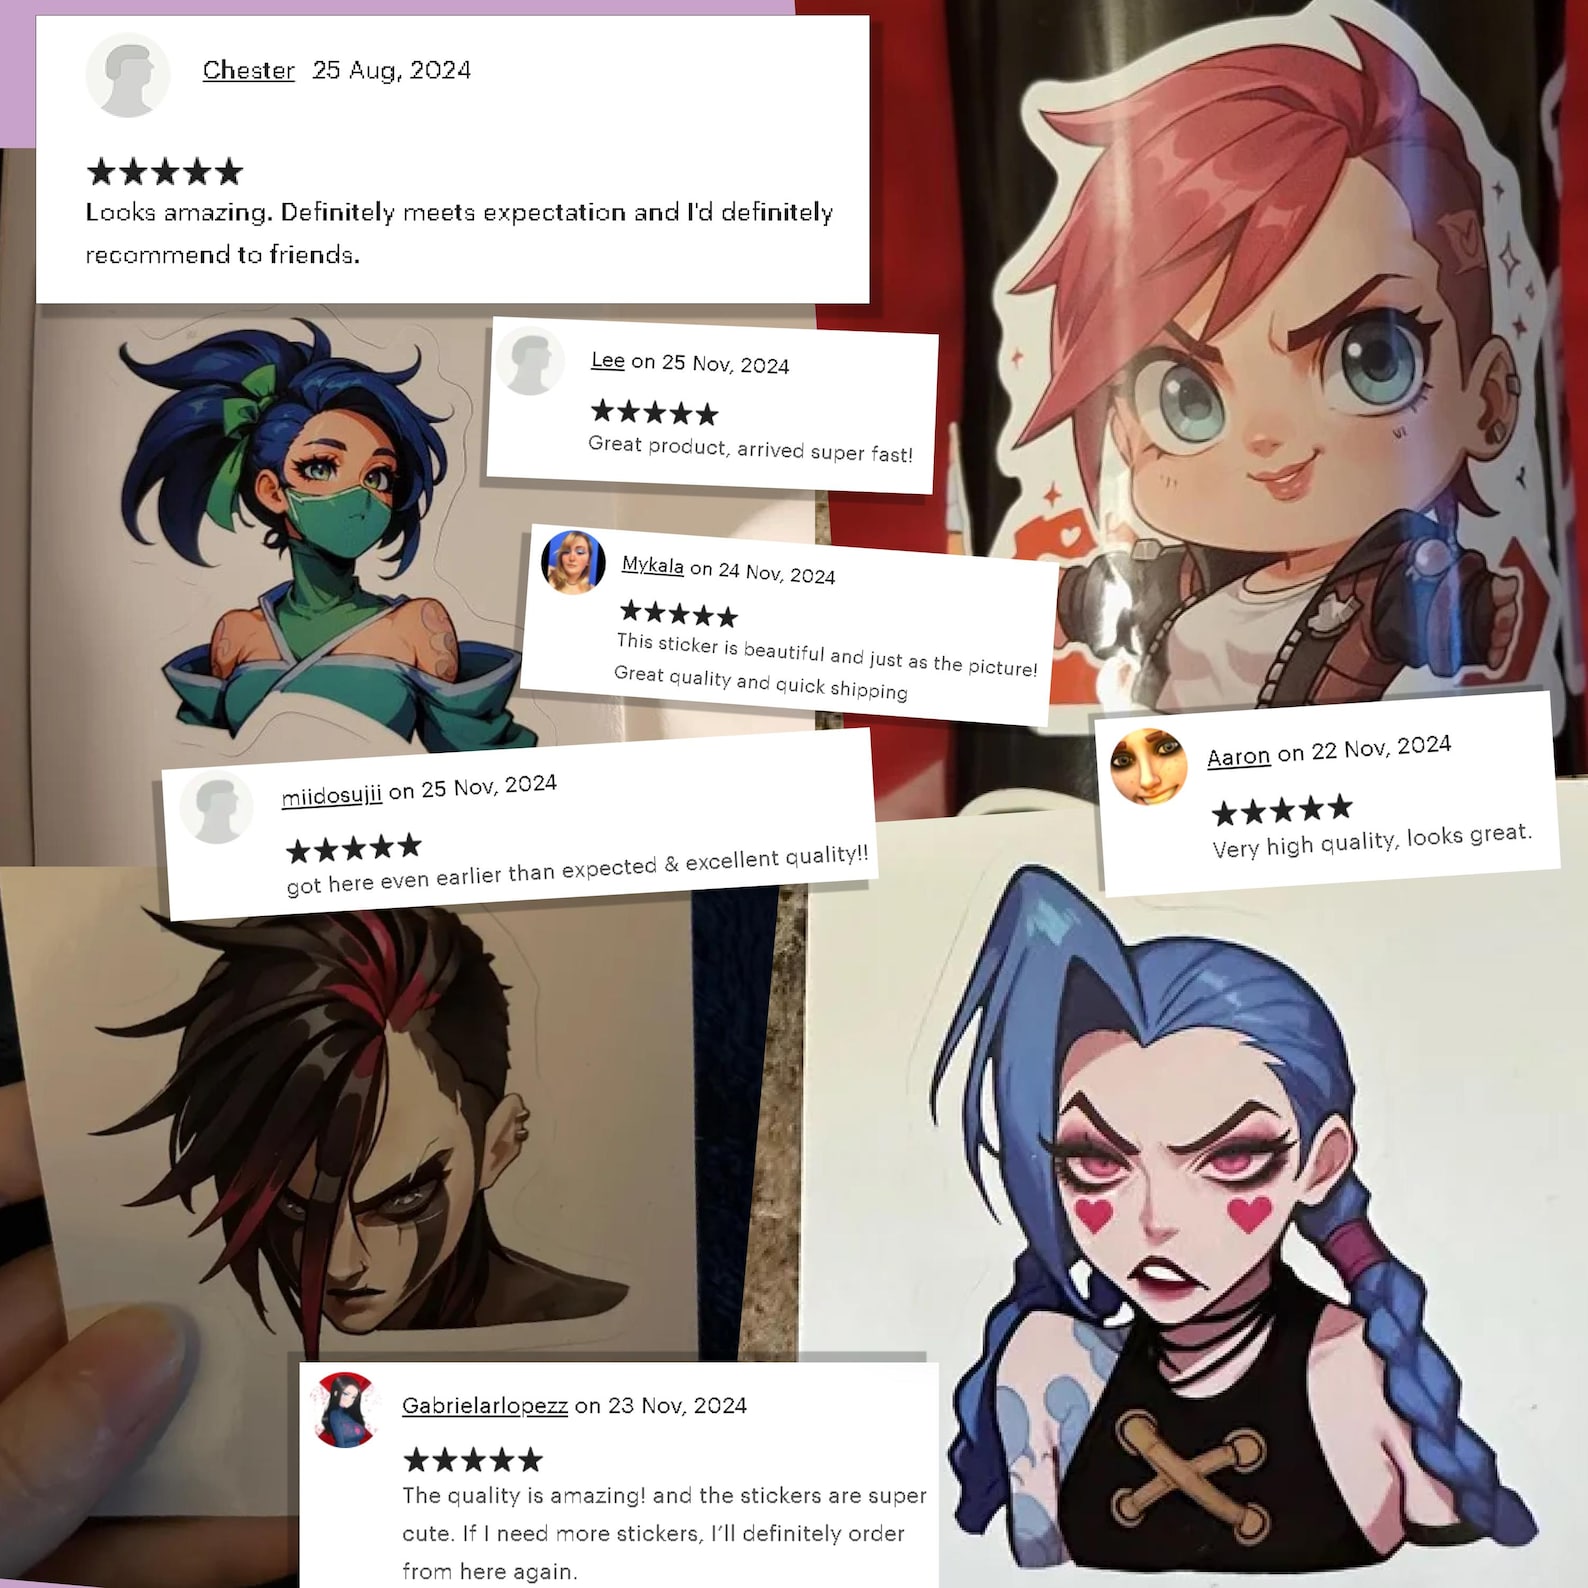 Chester 25 Aug, 2024
★★★★★
Looks amazing. Definitely meets expectation and I'd definitely
recommend to friends.
Lee on 25 Nov, 2024
★★★★★
Great product, arrived super fast!
Mykala on 24 Nov, 2024
★★★★★
This sticker is beautiful and just as the picture!
Great quality and quick shipping
VI
Aaron on 22 Nov, 2024
★★★★★
Very high quality, looks great.
miidosujii on 25 Nov, 2024
★★★★★
got here even earlier than expected & excellent quality!!
Gabrielarlopezz on 23 Nov, 2024
★★★★★
The quality is amazing! and the stickers are super
cute. If I need more stickers, I’ll definitely order
from here again.